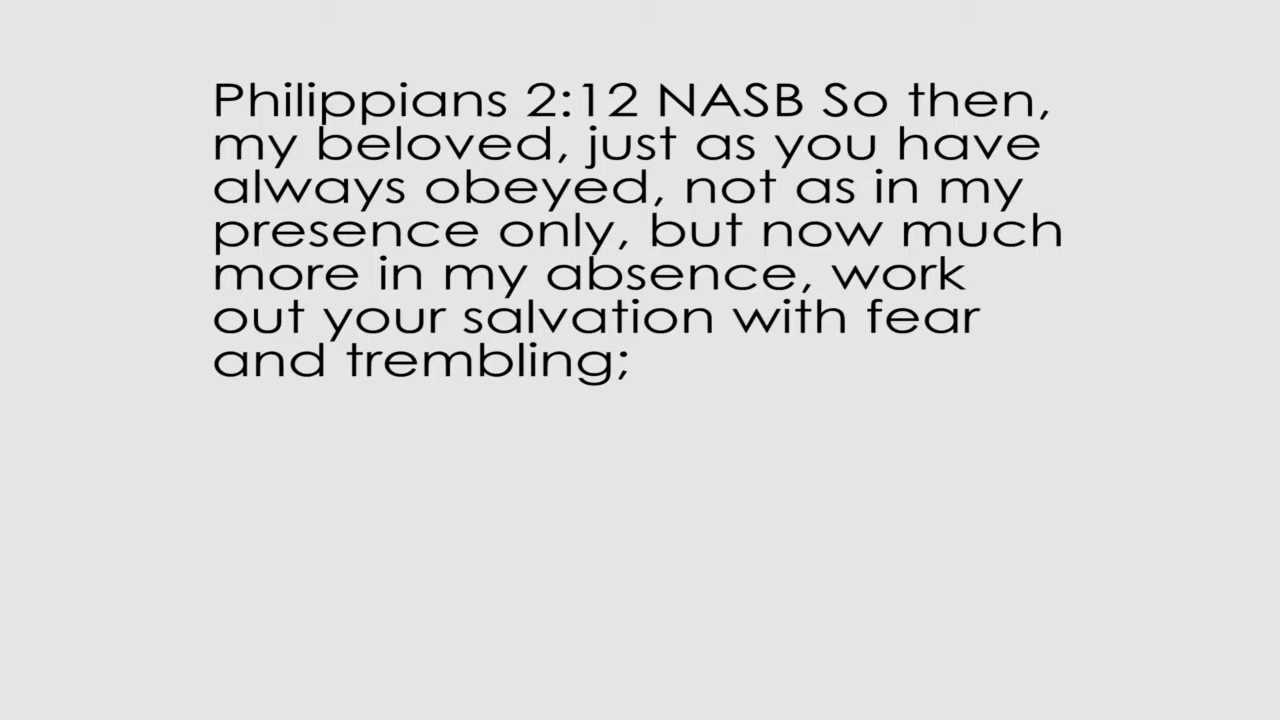 Philippians 2:12 NASB So then,
my beloved, just as you have
always obeyed, not as in my
presence only, but now much
more in my absence, work
out your salvation with fear
and trembling;